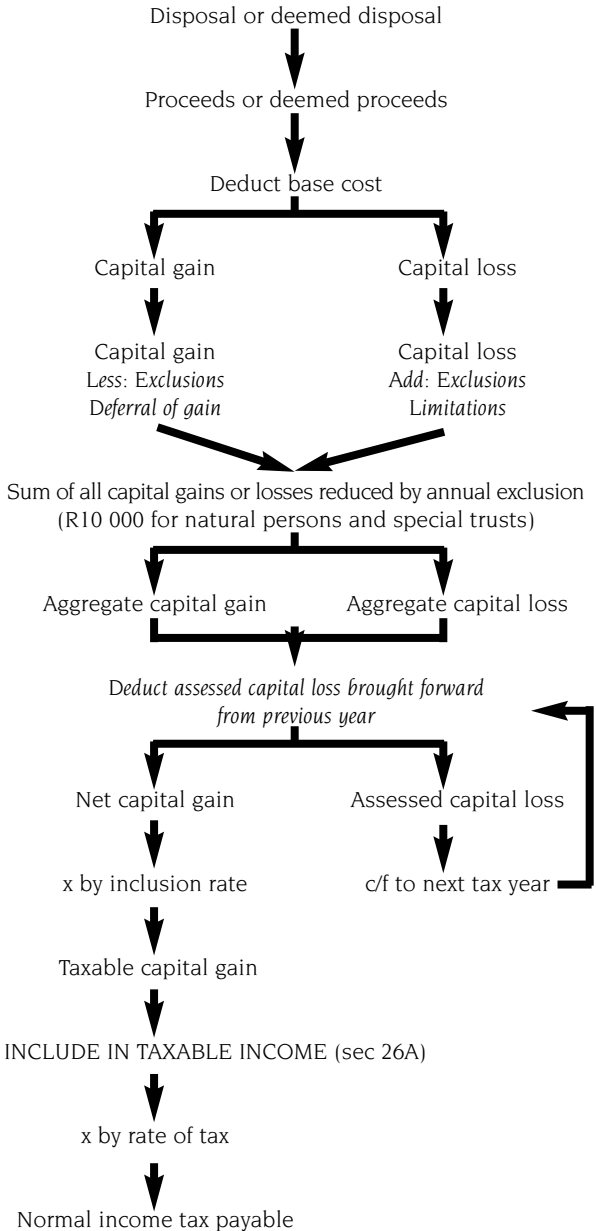 Disposal or deemed disposal
Proceeds or deemed proceeds
Deduct base cost
Capital gain
Capital loss
Capital gain
Less: Exclusions
Deferral of gain
Capital loss
Add: Exclusions
Limitations
Sum of all capital gains or losses reduced by annual exclusion
(R10 000 for natural persons and special trusts)
Aggregate capital gain
Aggregate capital loss
Deduct assessed capital loss brought forward
from previous year
Net capital gain
Assessed capital loss
x by inclusion rate
c/f to next tax year
Taxable capital gain
INCLUDE IN TAXABLE INCOME (sec 26A)
x by rate of tax
Normal income tax payable